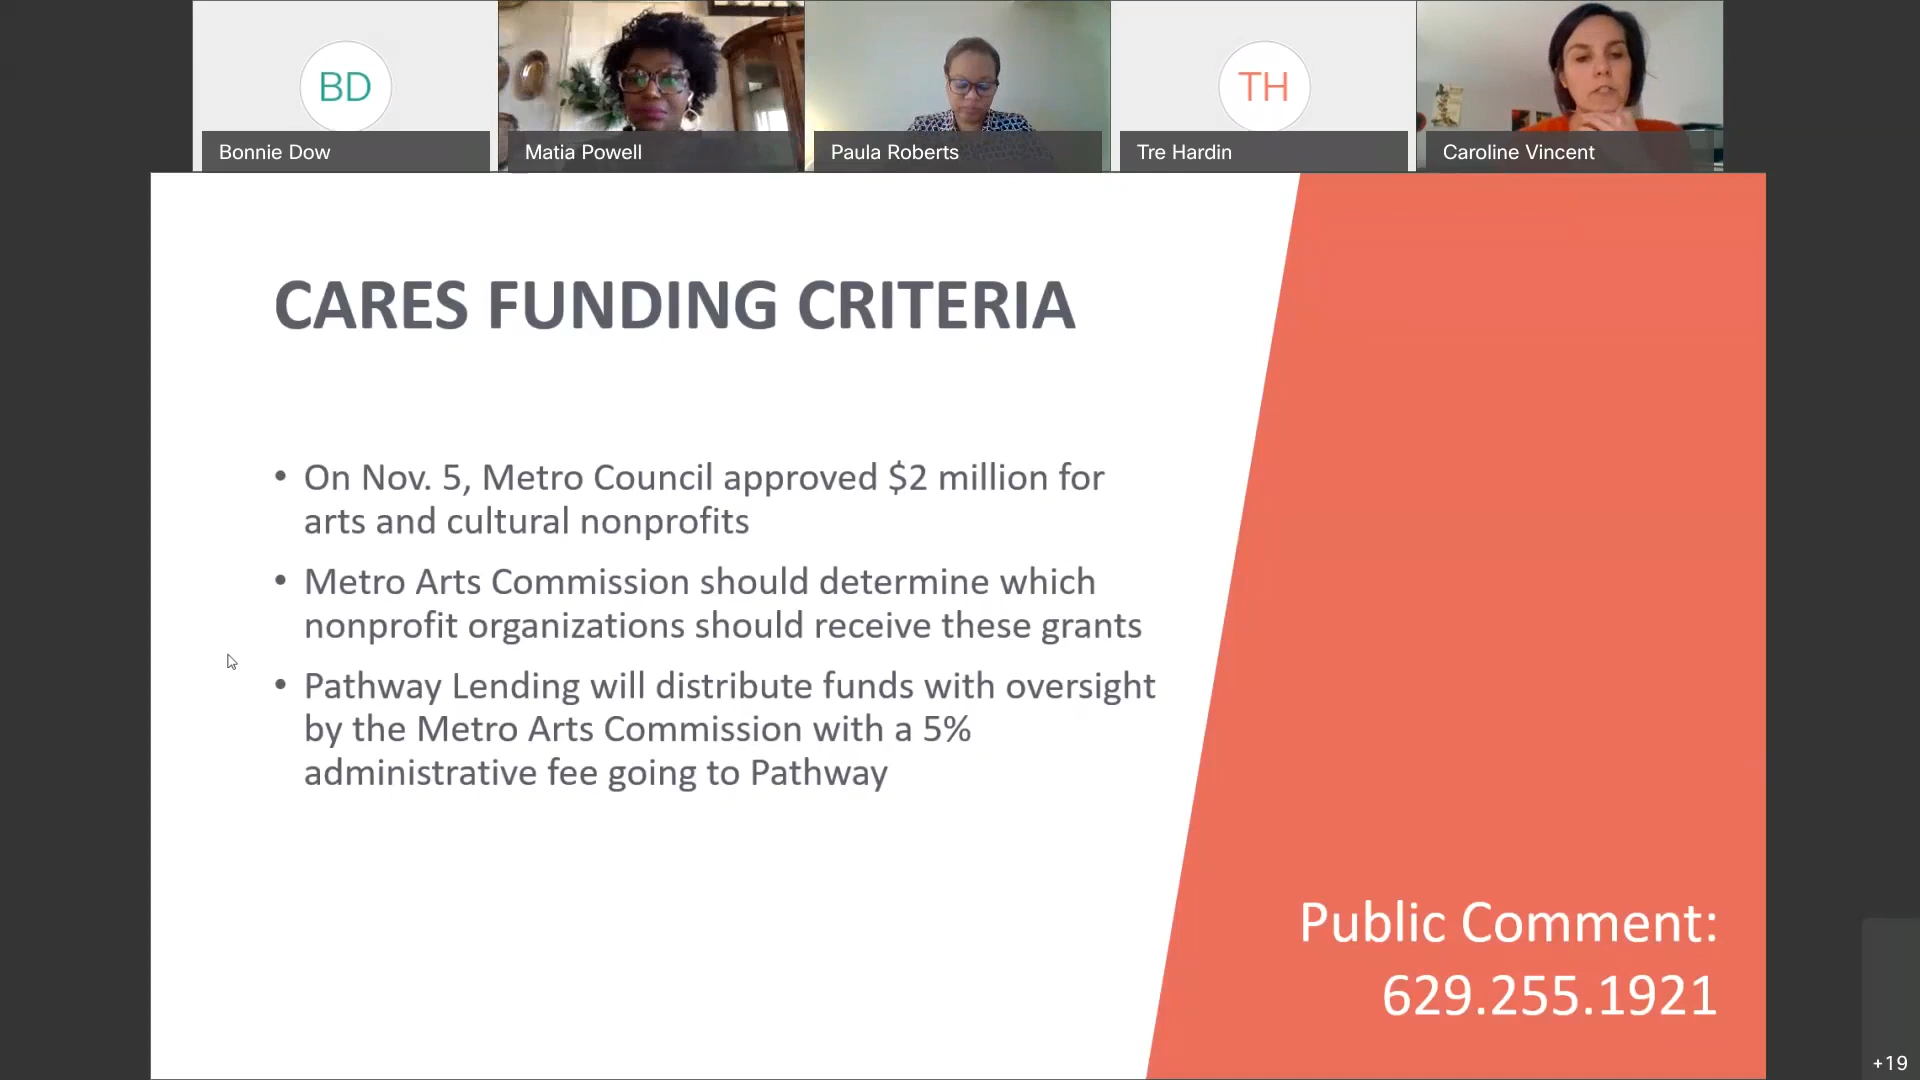 BD
TH
Bonnie Dow
Matia Powell
Paula Roberts
Tre Hardin
Caroline Vincent
CARES FUNDING CRITERIA
• On Nov. 5, Metro Council approved $2 million for
arts and cultural nonprofits
• Metro Arts Commission should determine which
nonprofit organizations should receive these grants
• Pathway Lending will distribute funds with oversight
by the Metro Arts Commission with a 5%
administrative fee going to Pathway
Public Comment:
629.255.1921
+19